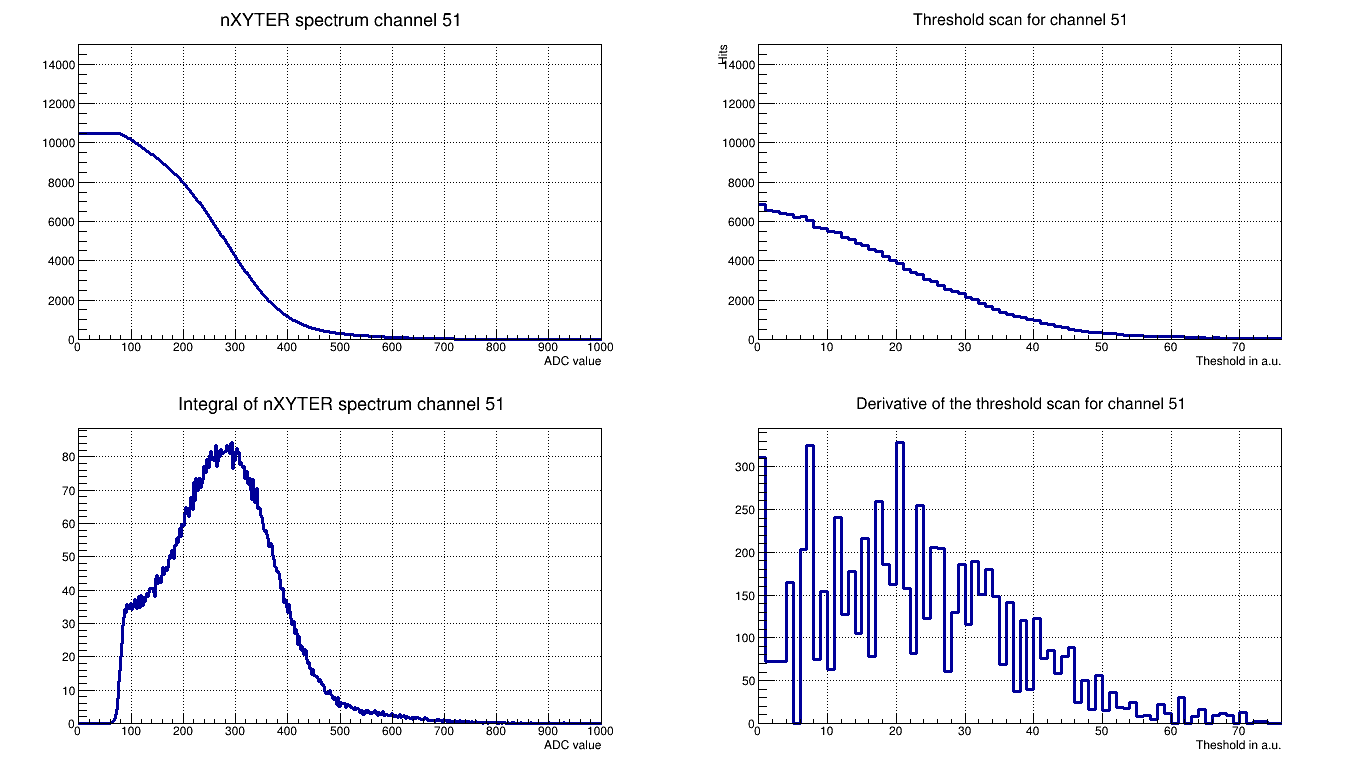 nXYTER spectrum channel 51
14000
12000
10000
8000
6000
4000
2000
0
0 100 200 300 400 500 600 700 800 900 1000
ADC value
Threshold scan for channel 51
Hits
14000
12000
10000
8000
6000
4000
2000
0
0 10 20 30 40 50 60 70
Theshold in a.u.
Integral of nXYTER spectrum channel 51
80
70
60
50
40
30
20
10
0
0 100 200 300 400 500 600 700 800 900 1000
ADC value
Derivative of the threshold scan for channel 51
300
250
200
150
100
50
0
0 10 20 30 40 50 60 70
Theshold in a.u.